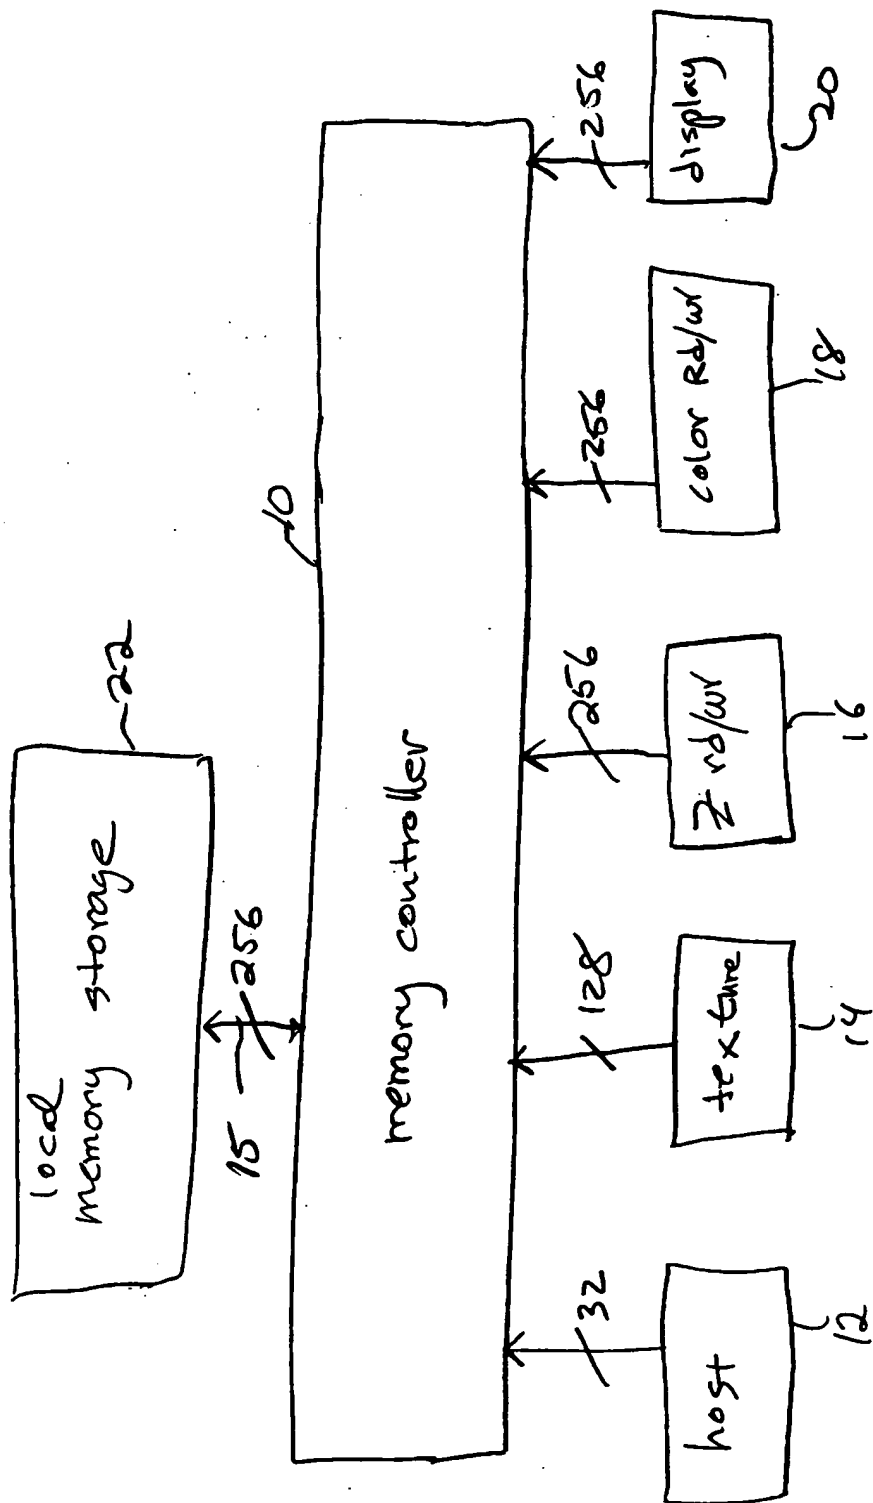 local
memory storage
22
15
256
10
memory controller
32
128
256
256
256
host
texture
Z rd/wr
color Rd/wr
display
12
14
16
18
20